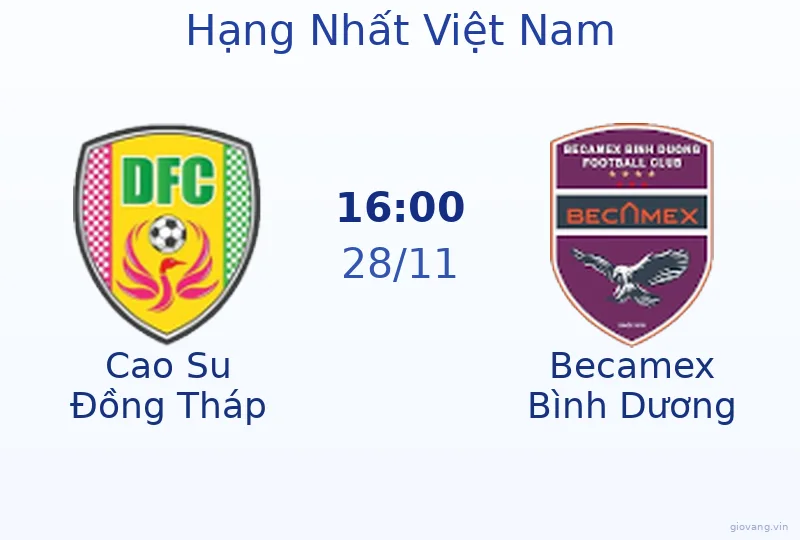 Hạng Nhất Việt Nam
DFC
BECAMEX BINH DUONG
FOOTBALL CLUB
BECAMEX
16:00
28/11
Cao Su
Đồng Tháp
Becamex
Bình Dương
giovang.vin